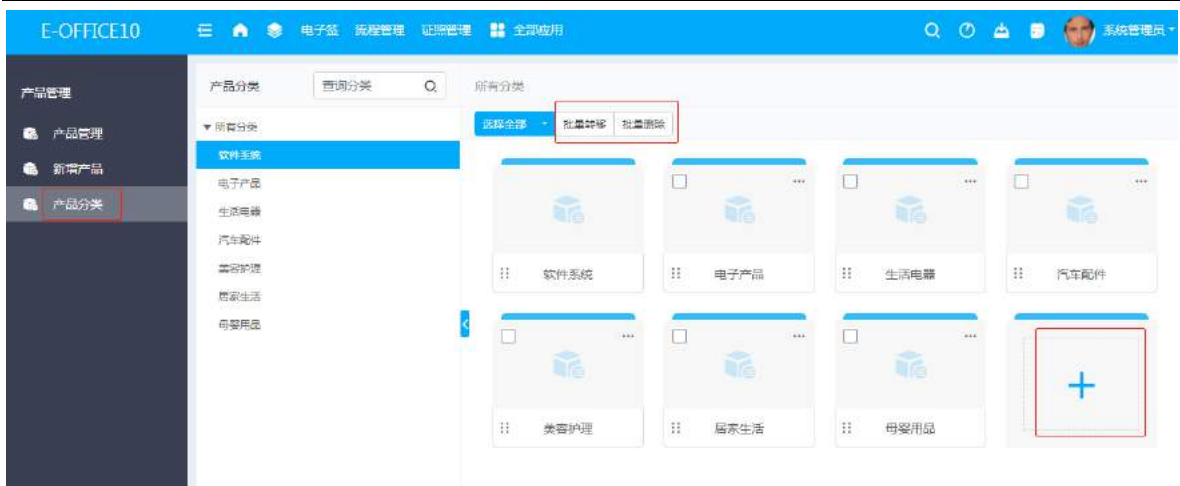 E-OFFICE10
电子签 流程管理 证照管理 全部应用
系统管理员
产品管理
产品管理
新增产品
产品分类
产品分类
查询分类
所有分类
软件系统
电子产品
生活电器
汽车配件
美容护理
居家生活
母婴用品
所有分类
选择全部 批量转移 批量删除
软件系统
电子产品
生活电器
汽车配件
美容护理
居家生活
母婴用品